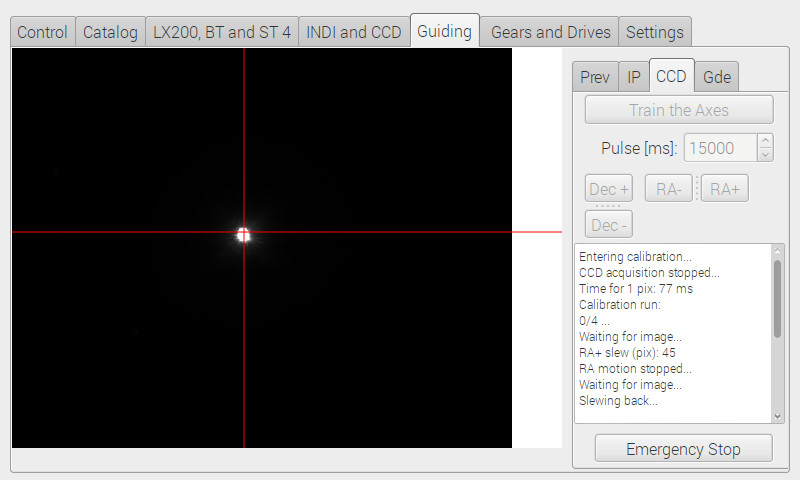 Control Catalog LX200, BT and ST 4 INDI and CCD Guiding Gears and Drives Settings
Prev IP CCD Gde
Train the Axes
Pulse [ms]: 15000
Dec + RA- RA+
Dec -
Entering calibration...
CCD acquisition stopped...
Time for 1 pix: 77 ms
Calibration run:
0/4 ...
Waiting for image...
RA+ slew (pix): 45
RA motion stopped...
Waiting for image...
Slewing back...
Emergency Stop